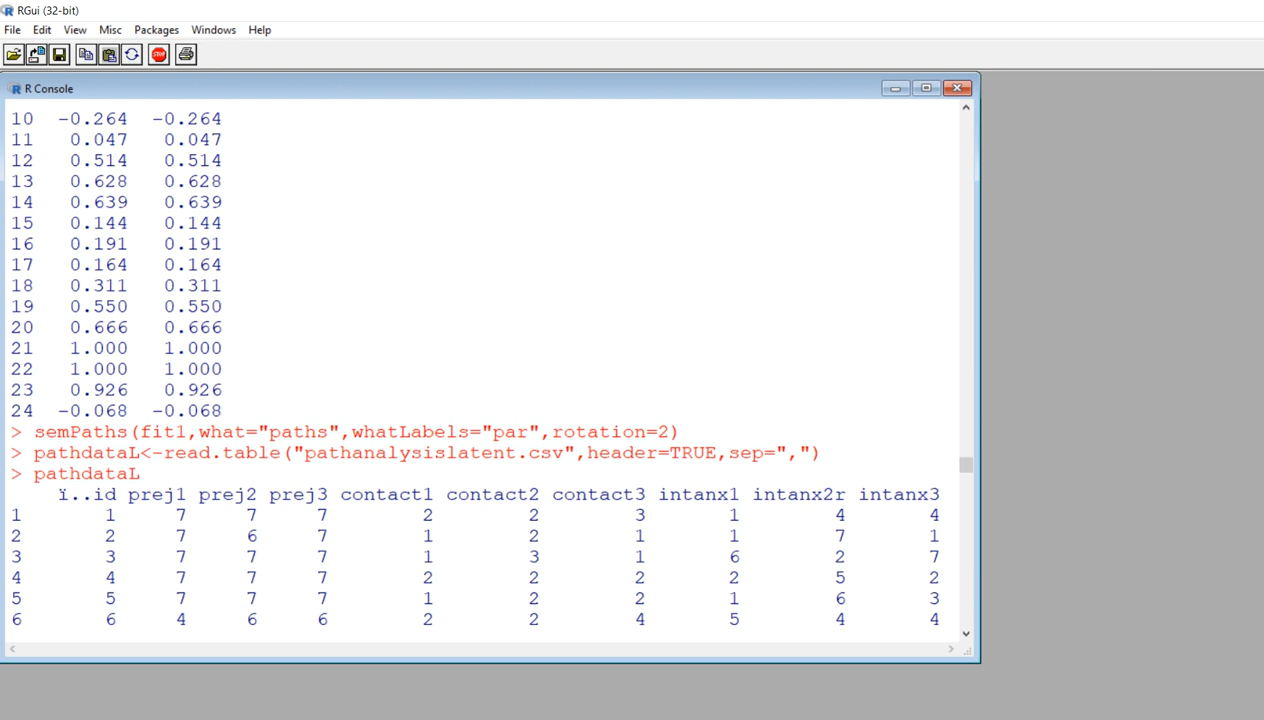 RGui (32-bit)
File Edit View Misc Packages Windows Help
STOP
R Console
10 -0.264 -0.264
11 0.047 0.047
12 0.514 0.514
13 0.628 0.628
14 0.639 0.639
15 0.144 0.144
16 0.191 0.191
17 0.164 0.164
18 0.311 0.311
19 0.550 0.550
20 0.666 0.666
21 1.000 1.000
22 1.000 1.000
23 0.926 0.926
24 -0.068 -0.068
> semPaths(fit1,what="paths",whatLabels="par",rotation=2)
> pathdataL<-read.table("pathanalysislatent.csv",header=TRUE,sep=",")
> pathdataL
ï..id prej1 prej2 prej3 contact1 contact2 contact3 intanx1 intanx2r intanx3
1 1 7 7 7 2 2 3 1 4 4
2 2 7 6 7 1 2 1 1 7 1
3 3 7 7 7 1 3 1 6 2 7
4 4 7 7 7 2 2 2 2 5 2
5 5 7 7 7 1 2 2 1 6 3
6 6 4 6 6 2 2 4 5 4 4